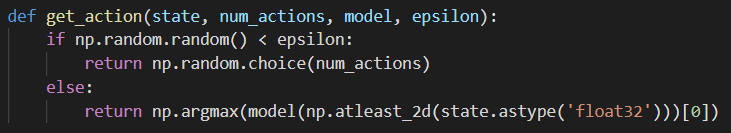 def get_action(state, num_actions, model, epsilon):
    if np.random.random() < epsilon:
        return np.random.choice(num_actions)
    else:
        return np.argmax(model(np.atleast_2d(state.astype('float32')))[0])